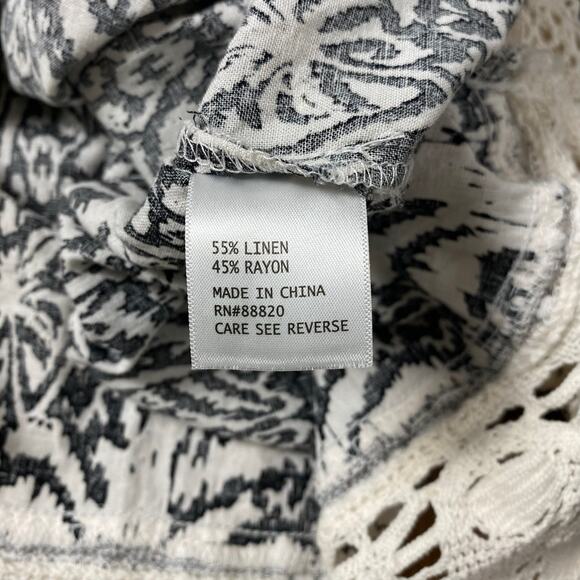 55% LINEN
45% RAYON
MADE IN CHINA
RN#88820
CARE SEE REVERSE